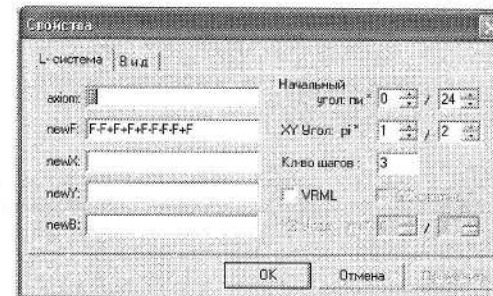 Свойства
L- система Вид
axiom:
newF: F-F+F+F+F-F-F-F+F
newX:
newY:
newB:
Начальный
угол: пи * 0 / 24
XY Угол: pi* 1 / 2
Кл-во шагов : 3
VRML
OK Отмена